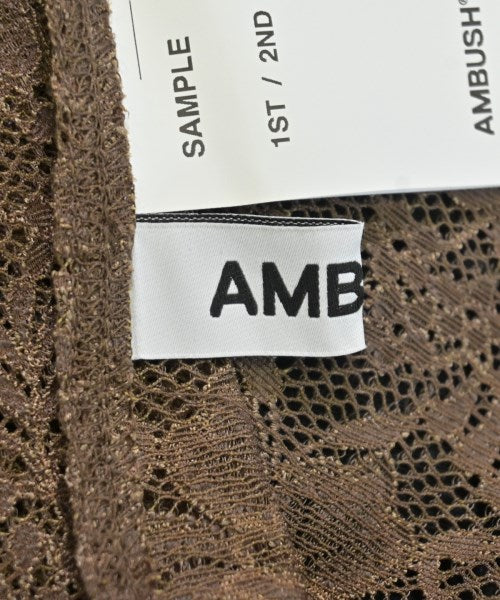 SAMPLE
1ST / 2ND
AMBUSH®
AMB